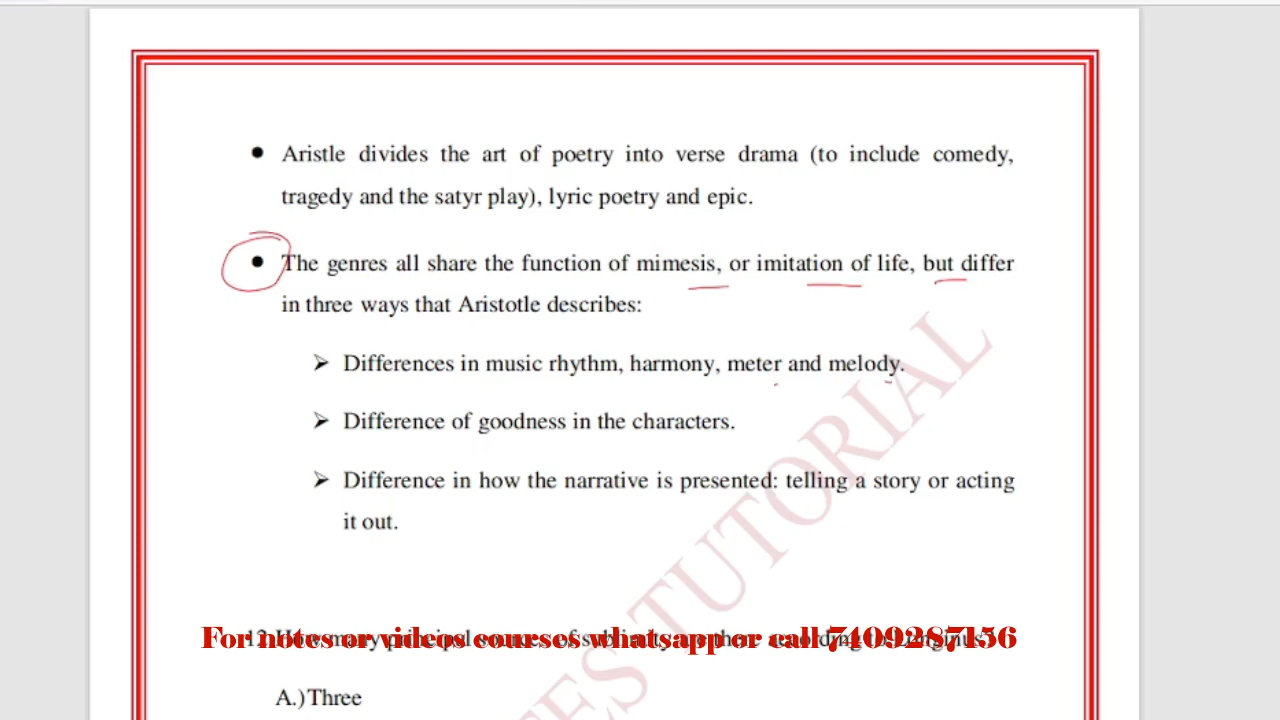 Aristle divides the art of poetry into verse drama (to include comedy,
tragedy and the satyr play), lyric poetry and epic.
The genres all share the function of mimesis, or imitation of life, but differ
in three ways that Aristotle describes:
Differences in music rhythm, harmony, meter and melody.
Difference of goodness in the characters.
Difference in how the narrative is presented: telling a story or acting
it out.
TUTORIAL
For notes or videos courses whatsapp or call 7409287156
A.) Three